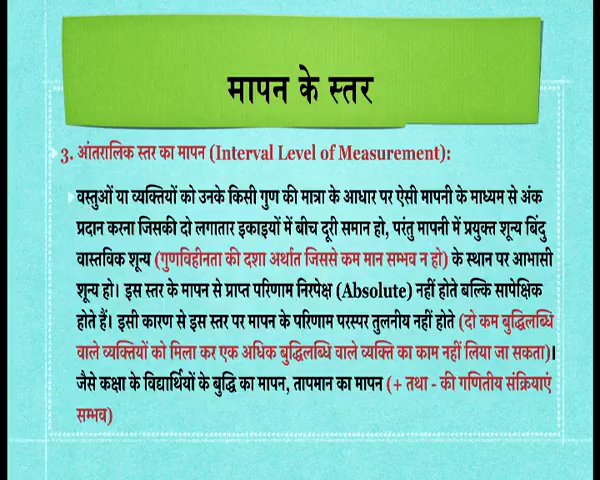 मापन के स्तर
3. आंतरालिक स्तर का मापन (Interval Level of Measurement):
वस्तुओं या व्यक्तियों को उनके किसी गुण की मात्रा के आधार पर ऐसी मापनी के माध्यम से अंक
प्रदान करना जिसकी दो लगातार इकाइयों में बीच दूरी समान हो, परंतु मापनी में प्रयुक्त शून्य बिंदु
वास्तविक शून्य (गुणविहीनता की दशा अर्थात जिससे कम मान सम्भव न हो) के स्थान पर आभासी
शून्य हो। इस स्तर के मापन से प्राप्त परिणाम निरपेक्ष (Absolute) नहीं होते बल्कि सापेक्षिक
होते हैं। इसी कारण से इस स्तर पर मापन के परिणाम परस्पर तुलनीय नहीं होते (दो कम बुद्धिलब्धि
वाले व्यक्तियों को मिला कर एक अधिक बुद्धिलब्धि वाले व्यक्ति का काम नहीं लिया जा सकता)।
जैसे कक्षा के विद्यार्थियों के बुद्धि का मापन, तापमान का मापन (+ तथा - की गणितीय संक्रियाएं
सम्भव)